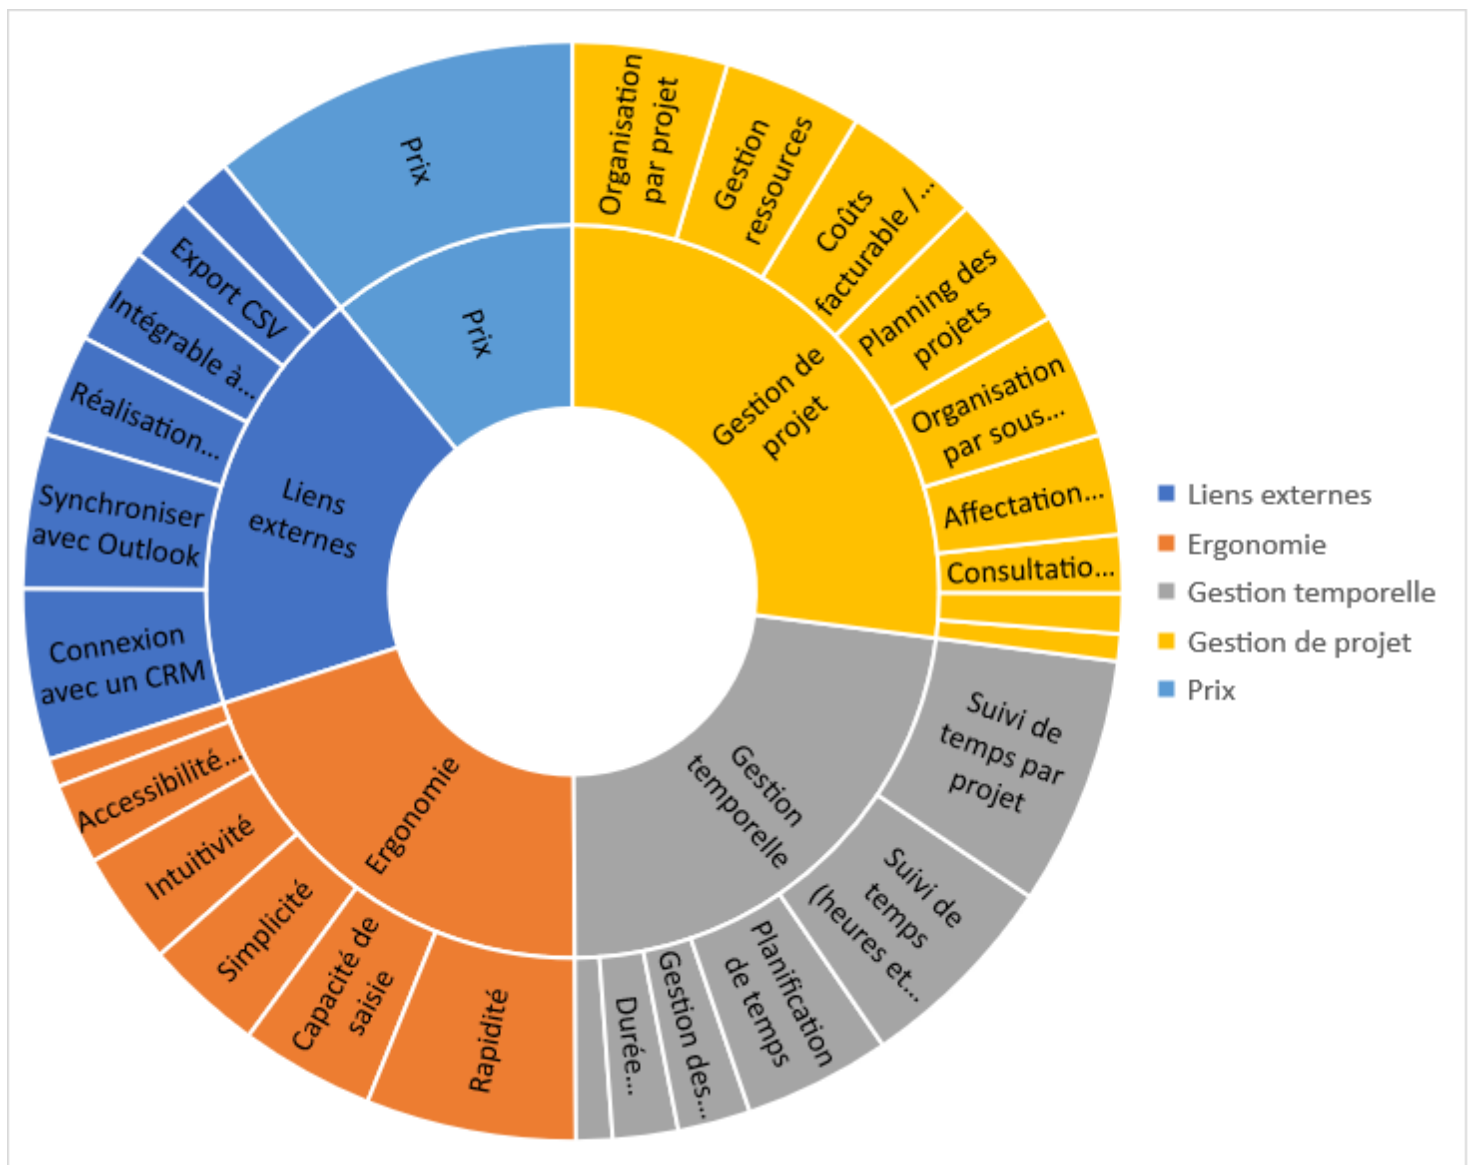 Organisation
par projet
Gestion
ressources
Coûts
facturable /...
Planning des
projets
Organisation
par sous...
Affectation...
Consultatio...
Gestion de
projet
Suivi de
temps par
projet
Suivi de
temps
(heures et...
Planification
de temps
Gestion des...
Durée...
Gestion
temporelle
Rapidité
Capacité de
saisie
Simplicité
Intuitivité
Accessibilité...
Ergonomie
Connexion
avec un CRM
Synchroniser
avec Outlook
Réalisation...
Intégrable à...
Export CSV
Liens
externes
Prix
Prix
Liens externes
Ergonomie
Gestion temporelle
Gestion de projet
Prix